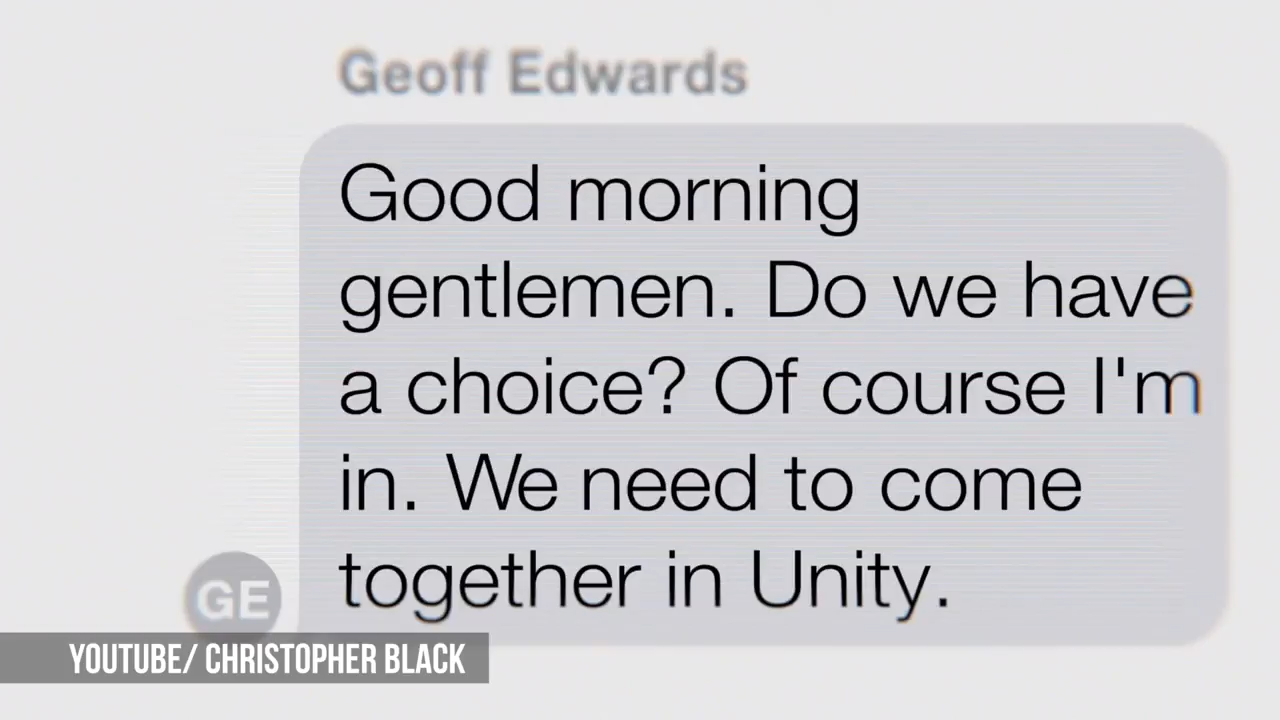 Geoff Edwards
Good morning
gentlemen. Do we have
a choice? Of course I'm
in. We need to come
together in Unity.
GE
YOUTUBE/ CHRISTOPHER BLACK